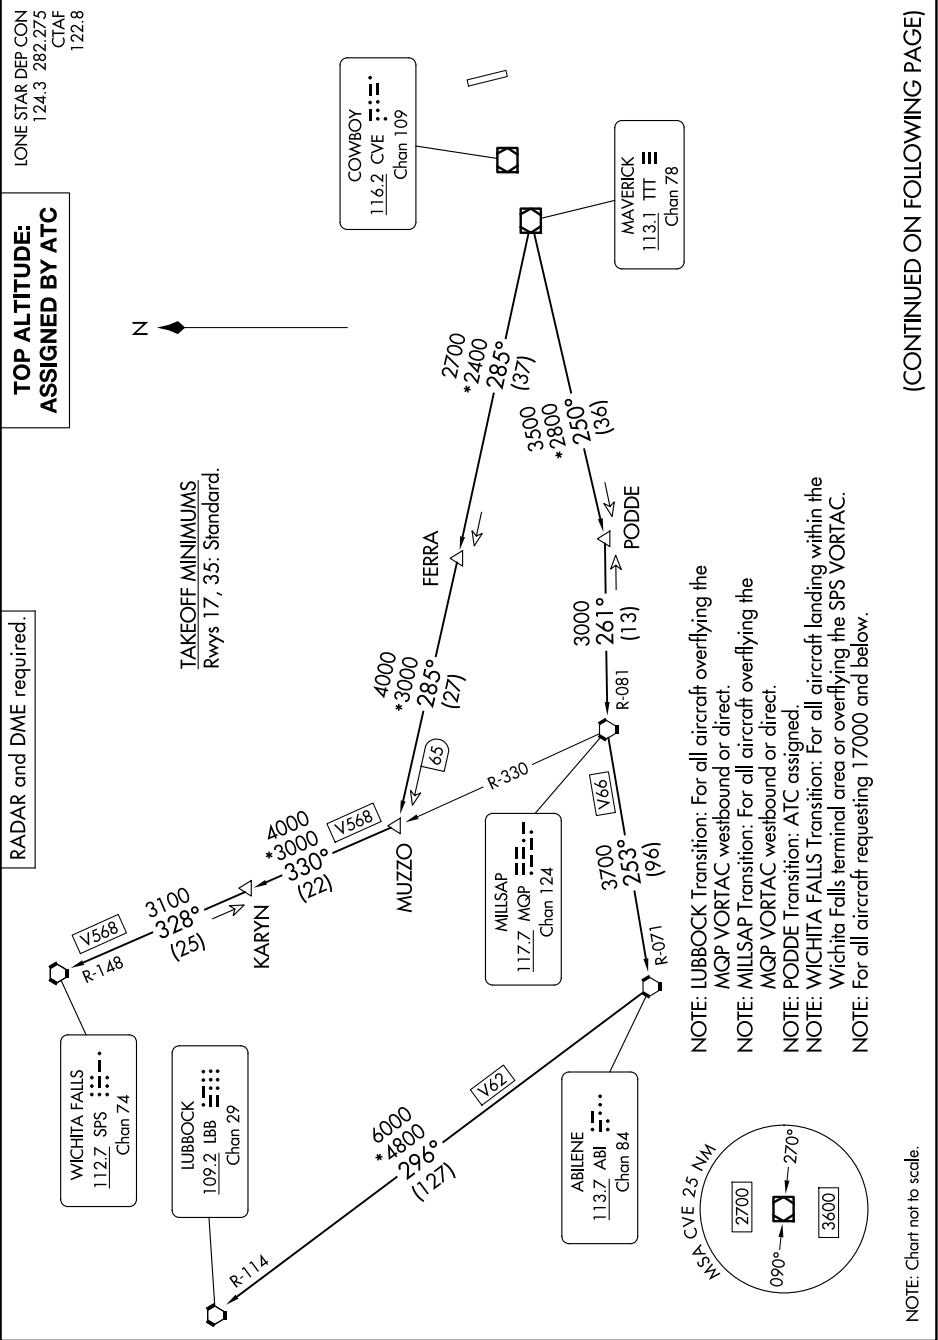 LONE STAR DEP CON
124.3 282.275
CTAF
122.8
TOP ALTITUDE:
ASSIGNED BY ATC
RADAR and DME required.
TAKEOFF MINIMUMS
Rwys 17, 35: Standard.
N
WICHITA FALLS
112.7 SPS
Chan 74
LUBBOCK
109.2 LBB
Chan 29
COWBOY
116.2 CVE
Chan 109
MAVERICK
113.1 TTT
Chan 78
MILLSAP
117.7 MQP
Chan 124
ABILENE
113.7 ABI
Chan 84
V568
R-148
3100
328°
(25)
KARYN
4000
*3000
330°
(22)
V568
MUZZO
65
4000
*3000
285°
(27)
FERRA
2700
*2400
285°
(37)
3500
*2800
250°
(36)
PODDE
3000
261°
(13)
R-081
R-330
V66
3700
253°
(96)
R-071
V62
6000
*4800
296°
(127)
R-114
NOTE: LUBBOCK Transition: For all aircraft overflying the
MQP VORTAC westbound or direct.
NOTE: MILLSAP Transition: For all aircraft overflying the
MQP VORTAC westbound or direct.
NOTE: PODDE Transition: ATC assigned.
NOTE: WICHITA FALLS Transition: For all aircraft landing within the
Wichita Falls terminal area or overflying the SPS VORTAC.
NOTE: For all aircraft requesting 17000 and below.
MSA CVE 25 NM
2700
090°
270°
3600
NOTE: Chart not to scale.
(CONTINUED ON FOLLOWING PAGE)